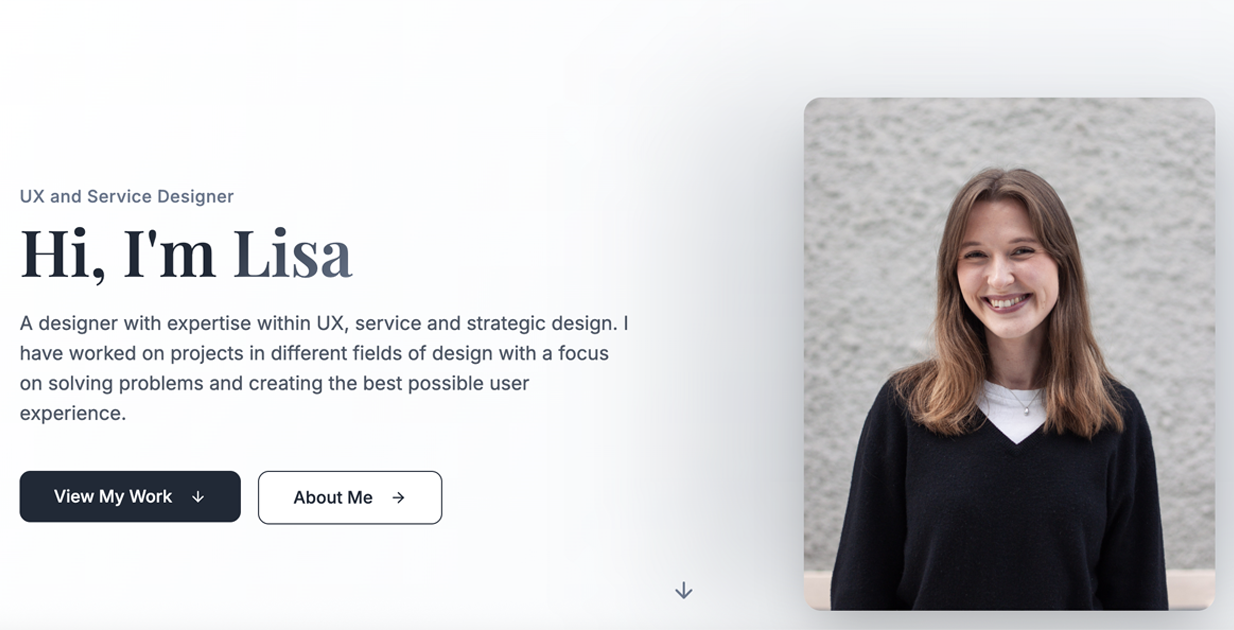 UX and Service Designer
Hi, I'm Lisa
A designer with expertise within UX, service and strategic design. I
have worked on projects in different fields of design with a focus
on solving problems and creating the best possible user
experience.
View My Work ↓
About Me →
↓